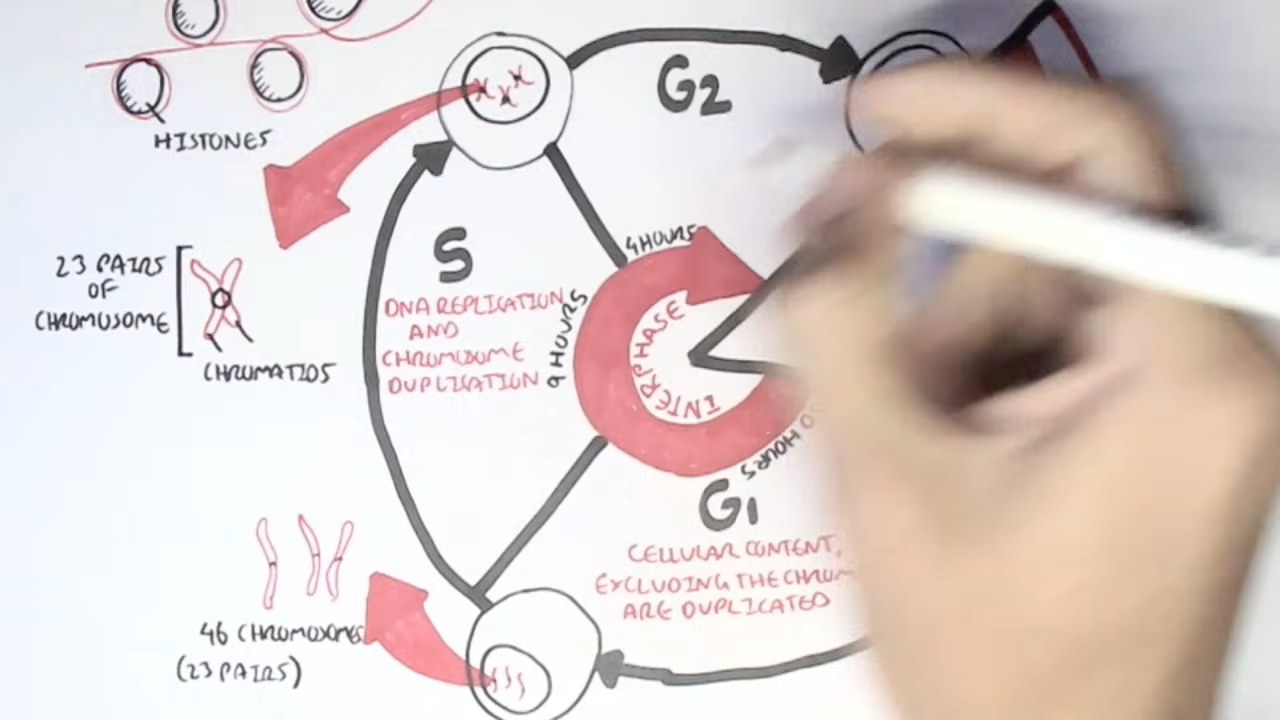 HISTONES
G2
4 HOURS
S
23 PAIRS
OF
CHROMOSOME
DNA REPLICATION
AND
CHROMOSOME
DUPLICATION
9 HOURS
INTERPHASE
CHROMATIDS
HOURS
G1
CELLULAR CONTENT,
EXCLUDING THE
ARE DUPLICATED
46 CHROMOSOMES
(23 PAIRS)